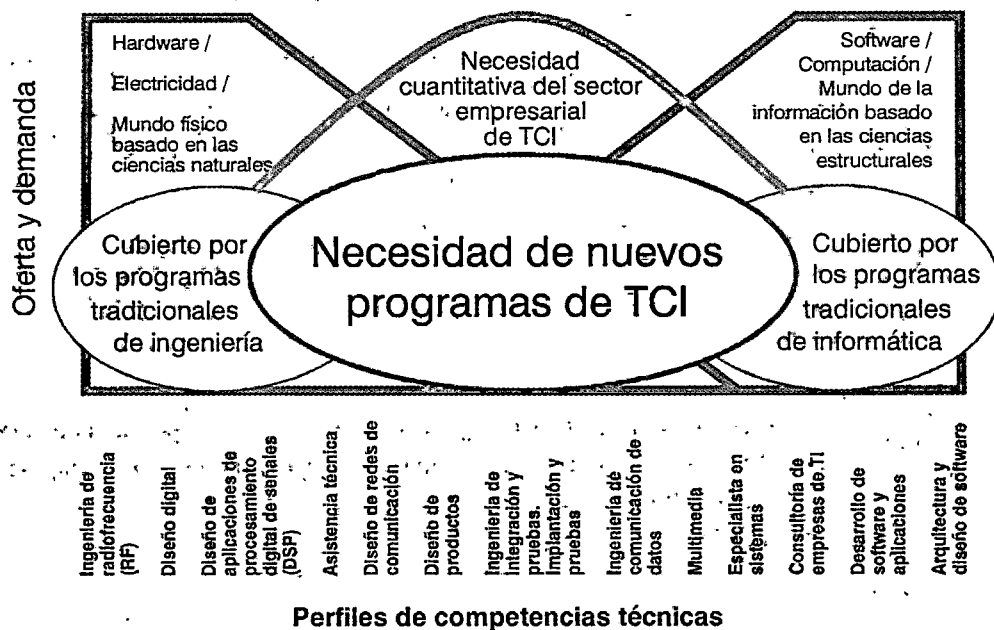 Oferta y demanda
Hardware /
Electricidad /
Mundo físico
basado en las
ciencias naturales
Necesidad
cuantitativa del sector
empresarial
de TCI
Software /
Computación /
Mundo de la
información basado
en las ciencias
estructurales
Cubierto por
los programas
tradicionales
de ingeniería
Necesidad de nuevos
programas de TCI
Cubierto por
los programas
tradicionales
de informática
Ingeniería de
radiofrecuencia
(RF)
Diseño digital
Diseño de
aplicaciones de
procesamiento
digital de señales
(DSP)
Asistencia técnica
Diseño de redes de
comunicación
Diseño de
productos
Ingeniería de
Integración y
pruebas.
Implantación y
pruebas
Ingeniería de
comunicación de
datos
Multimedia
Especialista en
sistemas
Consultoría de
empresas de TI
Desarrollo de
software y
aplicaciones
Arquitectura y
diseño de software
Perfiles de competencias técnicas